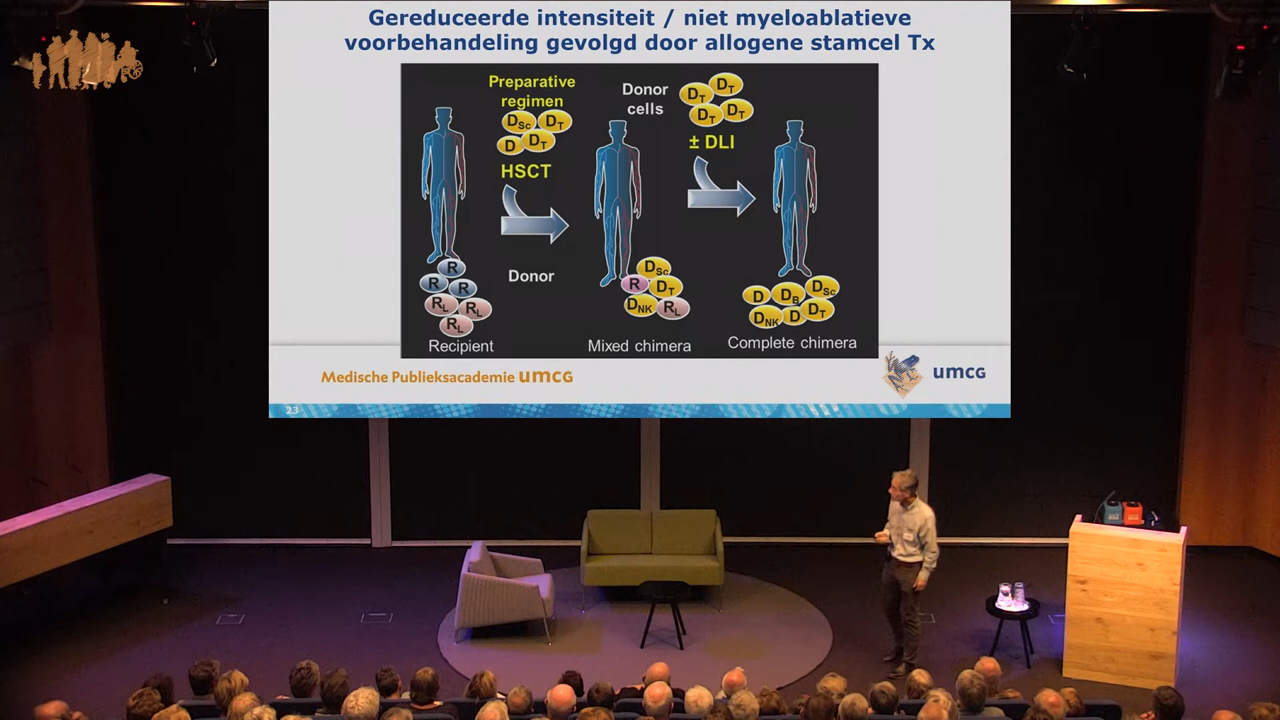 Gereduceerde intensiteit / niet myeloablatieve
voorbehandeling gevolgd door allogene stamcel Tx
Preparative
regimen
DSc DT
D DT
HSCT
Donor
cells
DT DT
DT DT
± DLI
Donor
R
R R
RL RL
RL
Recipient
DSc
R DT
DNK RL
Mixed chimera
D DB DSc
DNK D DT
Complete chimera
Medische Publieksacademie umcg
umcg
23